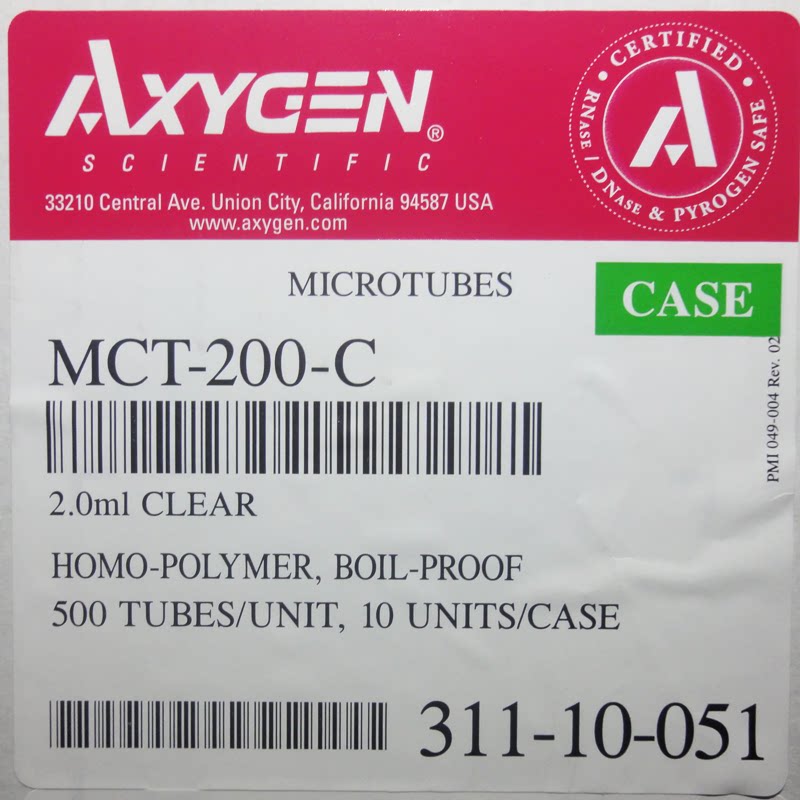 AXYGEN®
SCIENTIFIC
33210 Central Ave. Union City, California 94587 USA
www.axygen.com
• CERTIFIED •
RNASE / DNASE & PYROGEN SAFE
MICROTUBES
CASE
MCT-200-C
PMI 049-004 Rev. 02
2.0ml CLEAR
HOMO-POLYMER, BOIL-PROOF
500 TUBES/UNIT, 10 UNITS/CASE
311-10-051